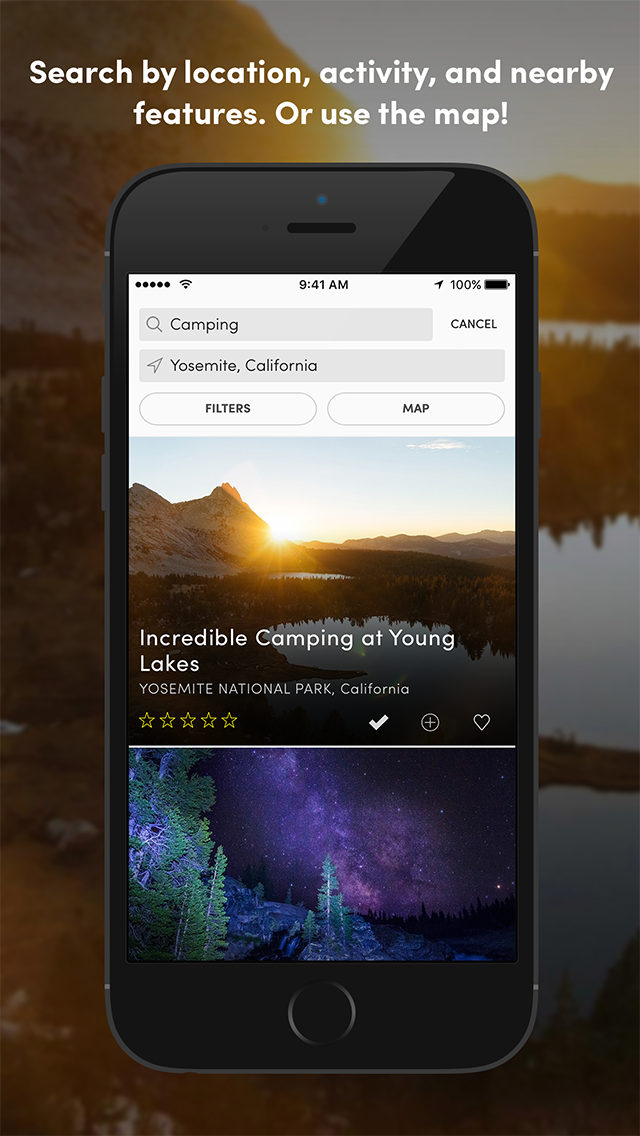 Search by location, activity, and nearby
features. Or use the map!
9:41 AM
100%
Camping
CANCEL
Yosemite, California
FILTERS
MAP
Incredible Camping at Young
Lakes
YOSEMITE NATIONAL PARK, California